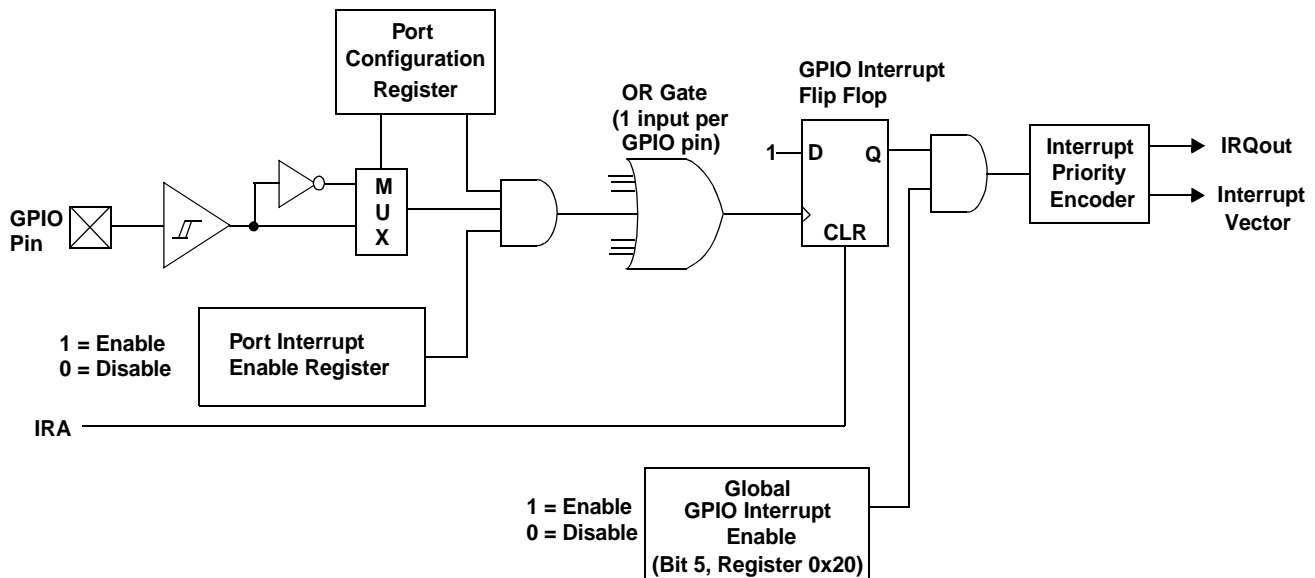 Port
Configuration
Register
GPIO Interrupt
Flip Flop
OR Gate
(1 input per
GPIO pin)
1
D
Q
CLR
Interrupt
Priority
Encoder
IRQout
Interrupt
Vector
M
U
X
GPIO
Pin
1 = Enable
0 = Disable
Port Interrupt
Enable Register
IRA
1 = Enable
0 = Disable
Global
GPIO Interrupt
Enable
(Bit 5, Register 0x20)